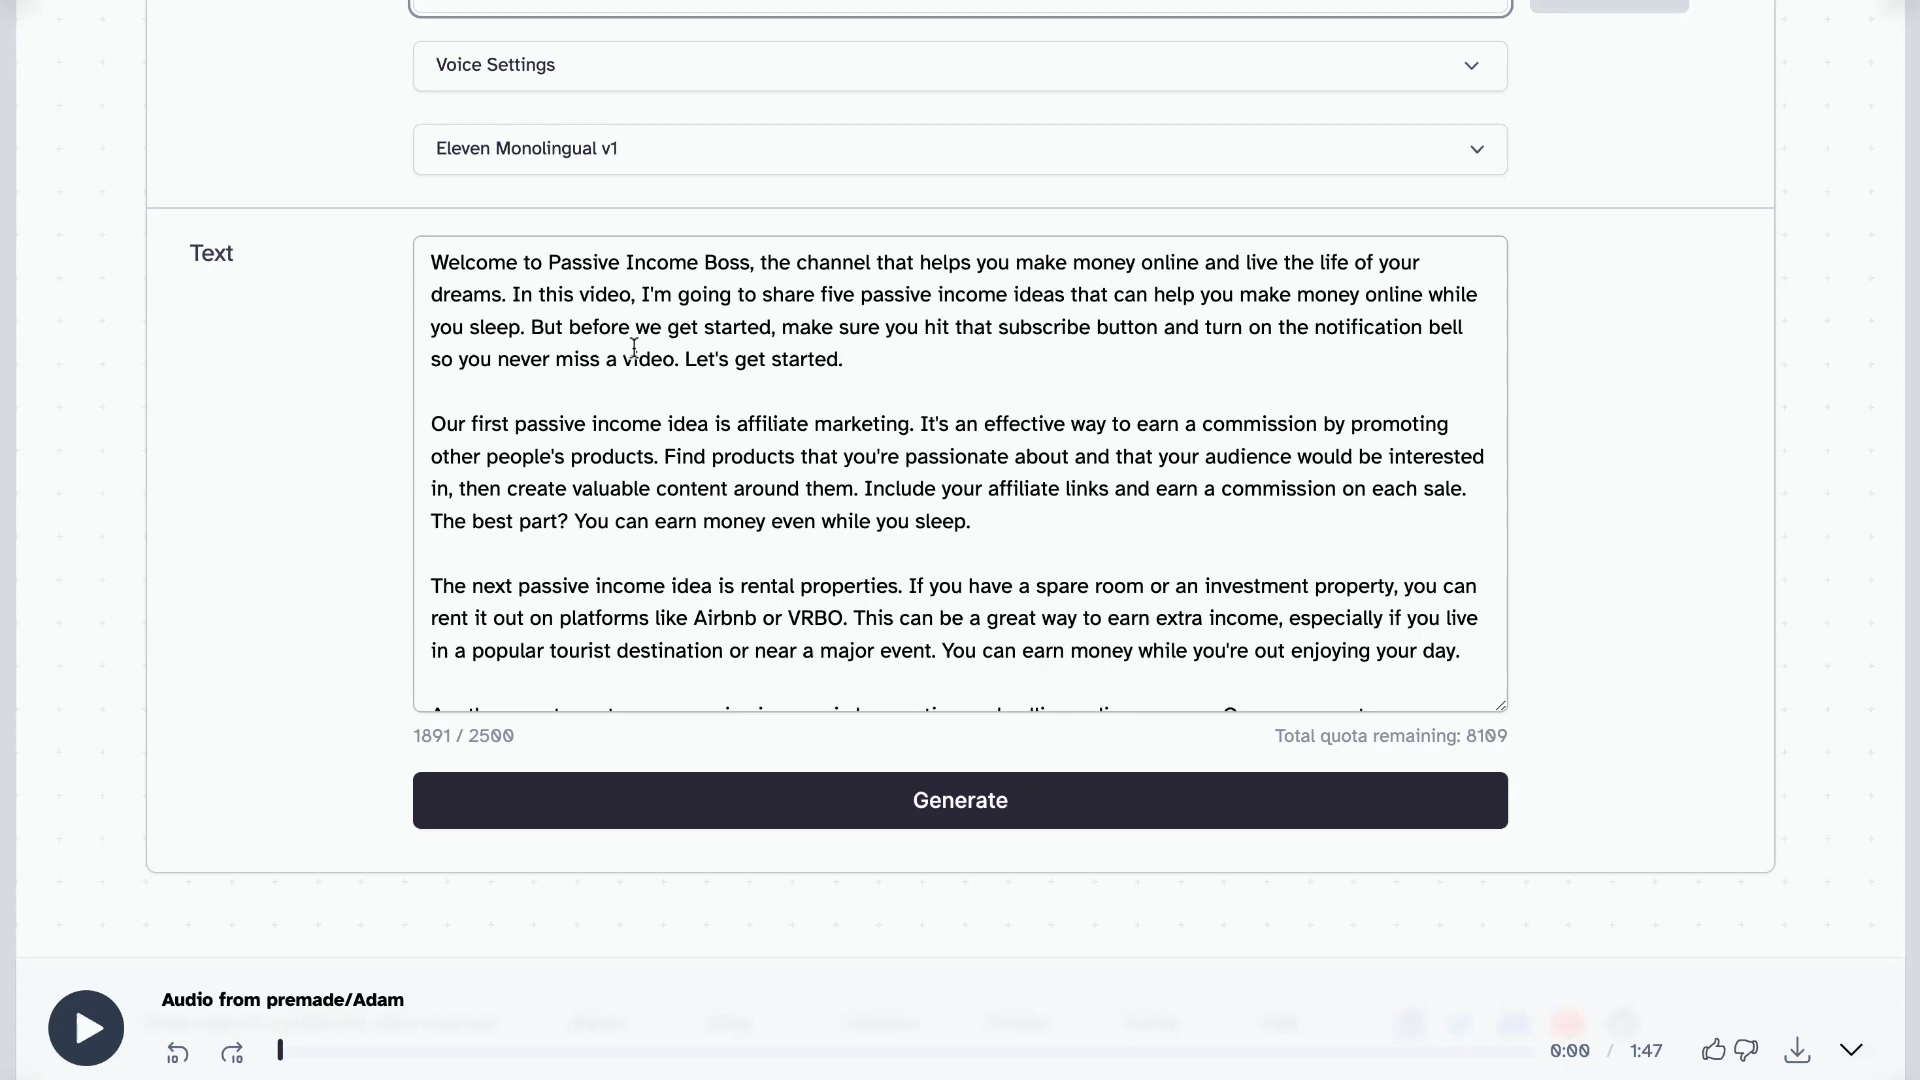 Voice Settings
Eleven Monolingual v1
Text
Welcome to Passive Income Boss, the channel that helps you make money online and live the life of your
dreams. In this video, I'm going to share five passive income ideas that can help you make money online while
you sleep. But before we get started, make sure you hit that subscribe button and turn on the notification bell
so you never miss a video. Let's get started.
Our first passive income idea is affiliate marketing. It's an effective way to earn a commission by promoting
other people's products. Find products that you're passionate about and that your audience would be interested
in, then create valuable content around them. Include your affiliate links and earn a commission on each sale.
The best part? You can earn money even while you sleep.
The next passive income idea is rental properties. If you have a spare room or an investment property, you can
rent it out on platforms like Airbnb or VRBO. This can be a great way to earn extra income, especially if you live
in a popular tourist destination or near a major event. You can earn money while you're out enjoying your day.
1891 / 2500
Total quota remaining: 8109
Generate
Audio from premade/Adam
10
10
0:00 / 1:47